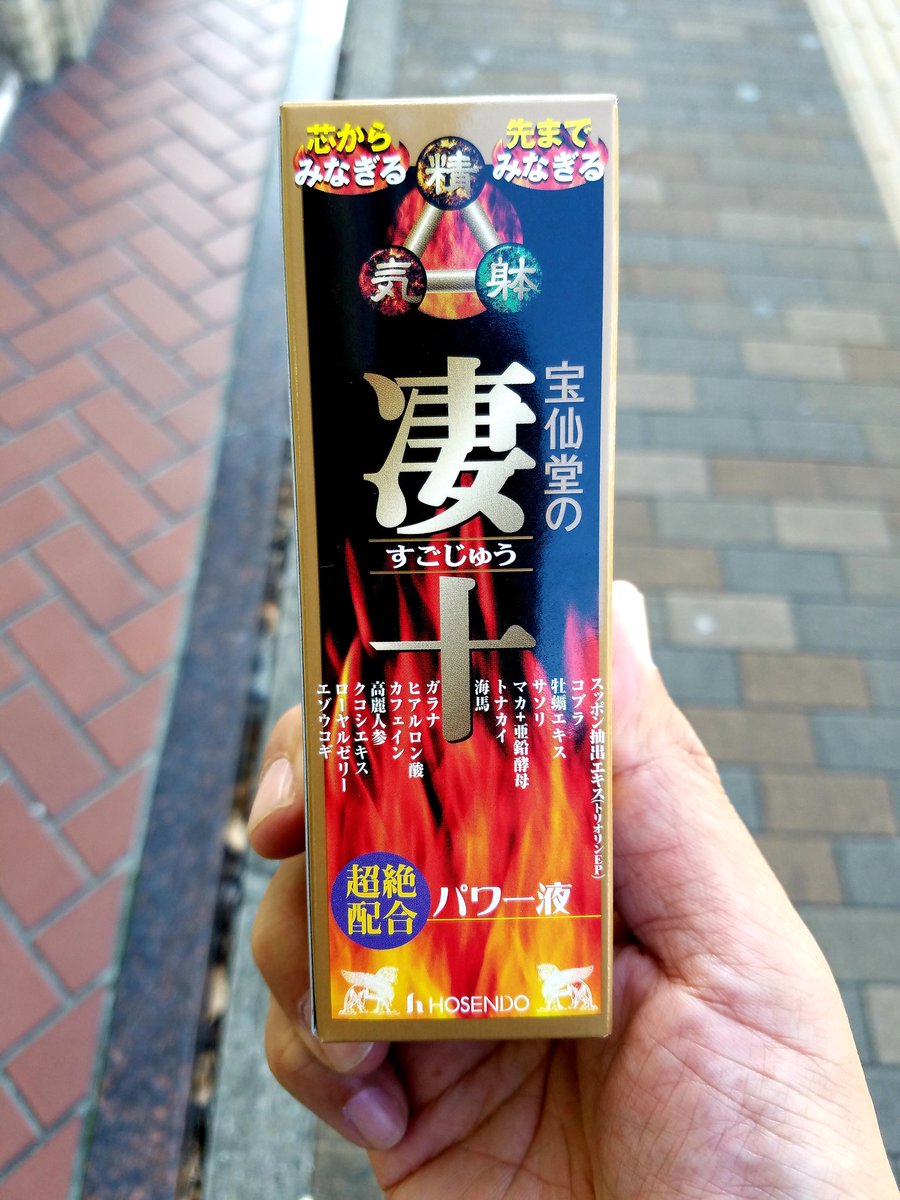 芯から
みなぎる
先まで
みなぎる
精
気
躰
宝仙堂の
凄十
すごじゅう
スッポン抽出エキス(トリオリンEP)
コブラ
牡蠣エキス
サソリ
マカ+亜鉛酵母
トナカイ
海馬
ガラナ
ヒアルロン酸
カフェイン
高麗人参
クコシエキス
ローヤルゼリー
エゾウコギ
超絶
配合
パワー液
h HOSENDO